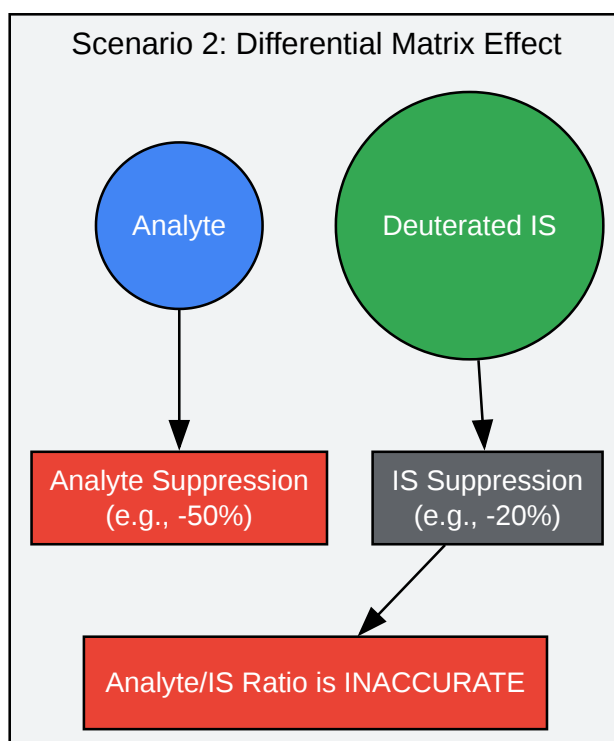 Scenario 2: Differential Matrix Effect
Analyte
Deuterated IS
Analyte Suppression
(e.g., -50%)
IS Suppression
(e.g., -20%)
Analyte/IS Ratio is INACCURATE